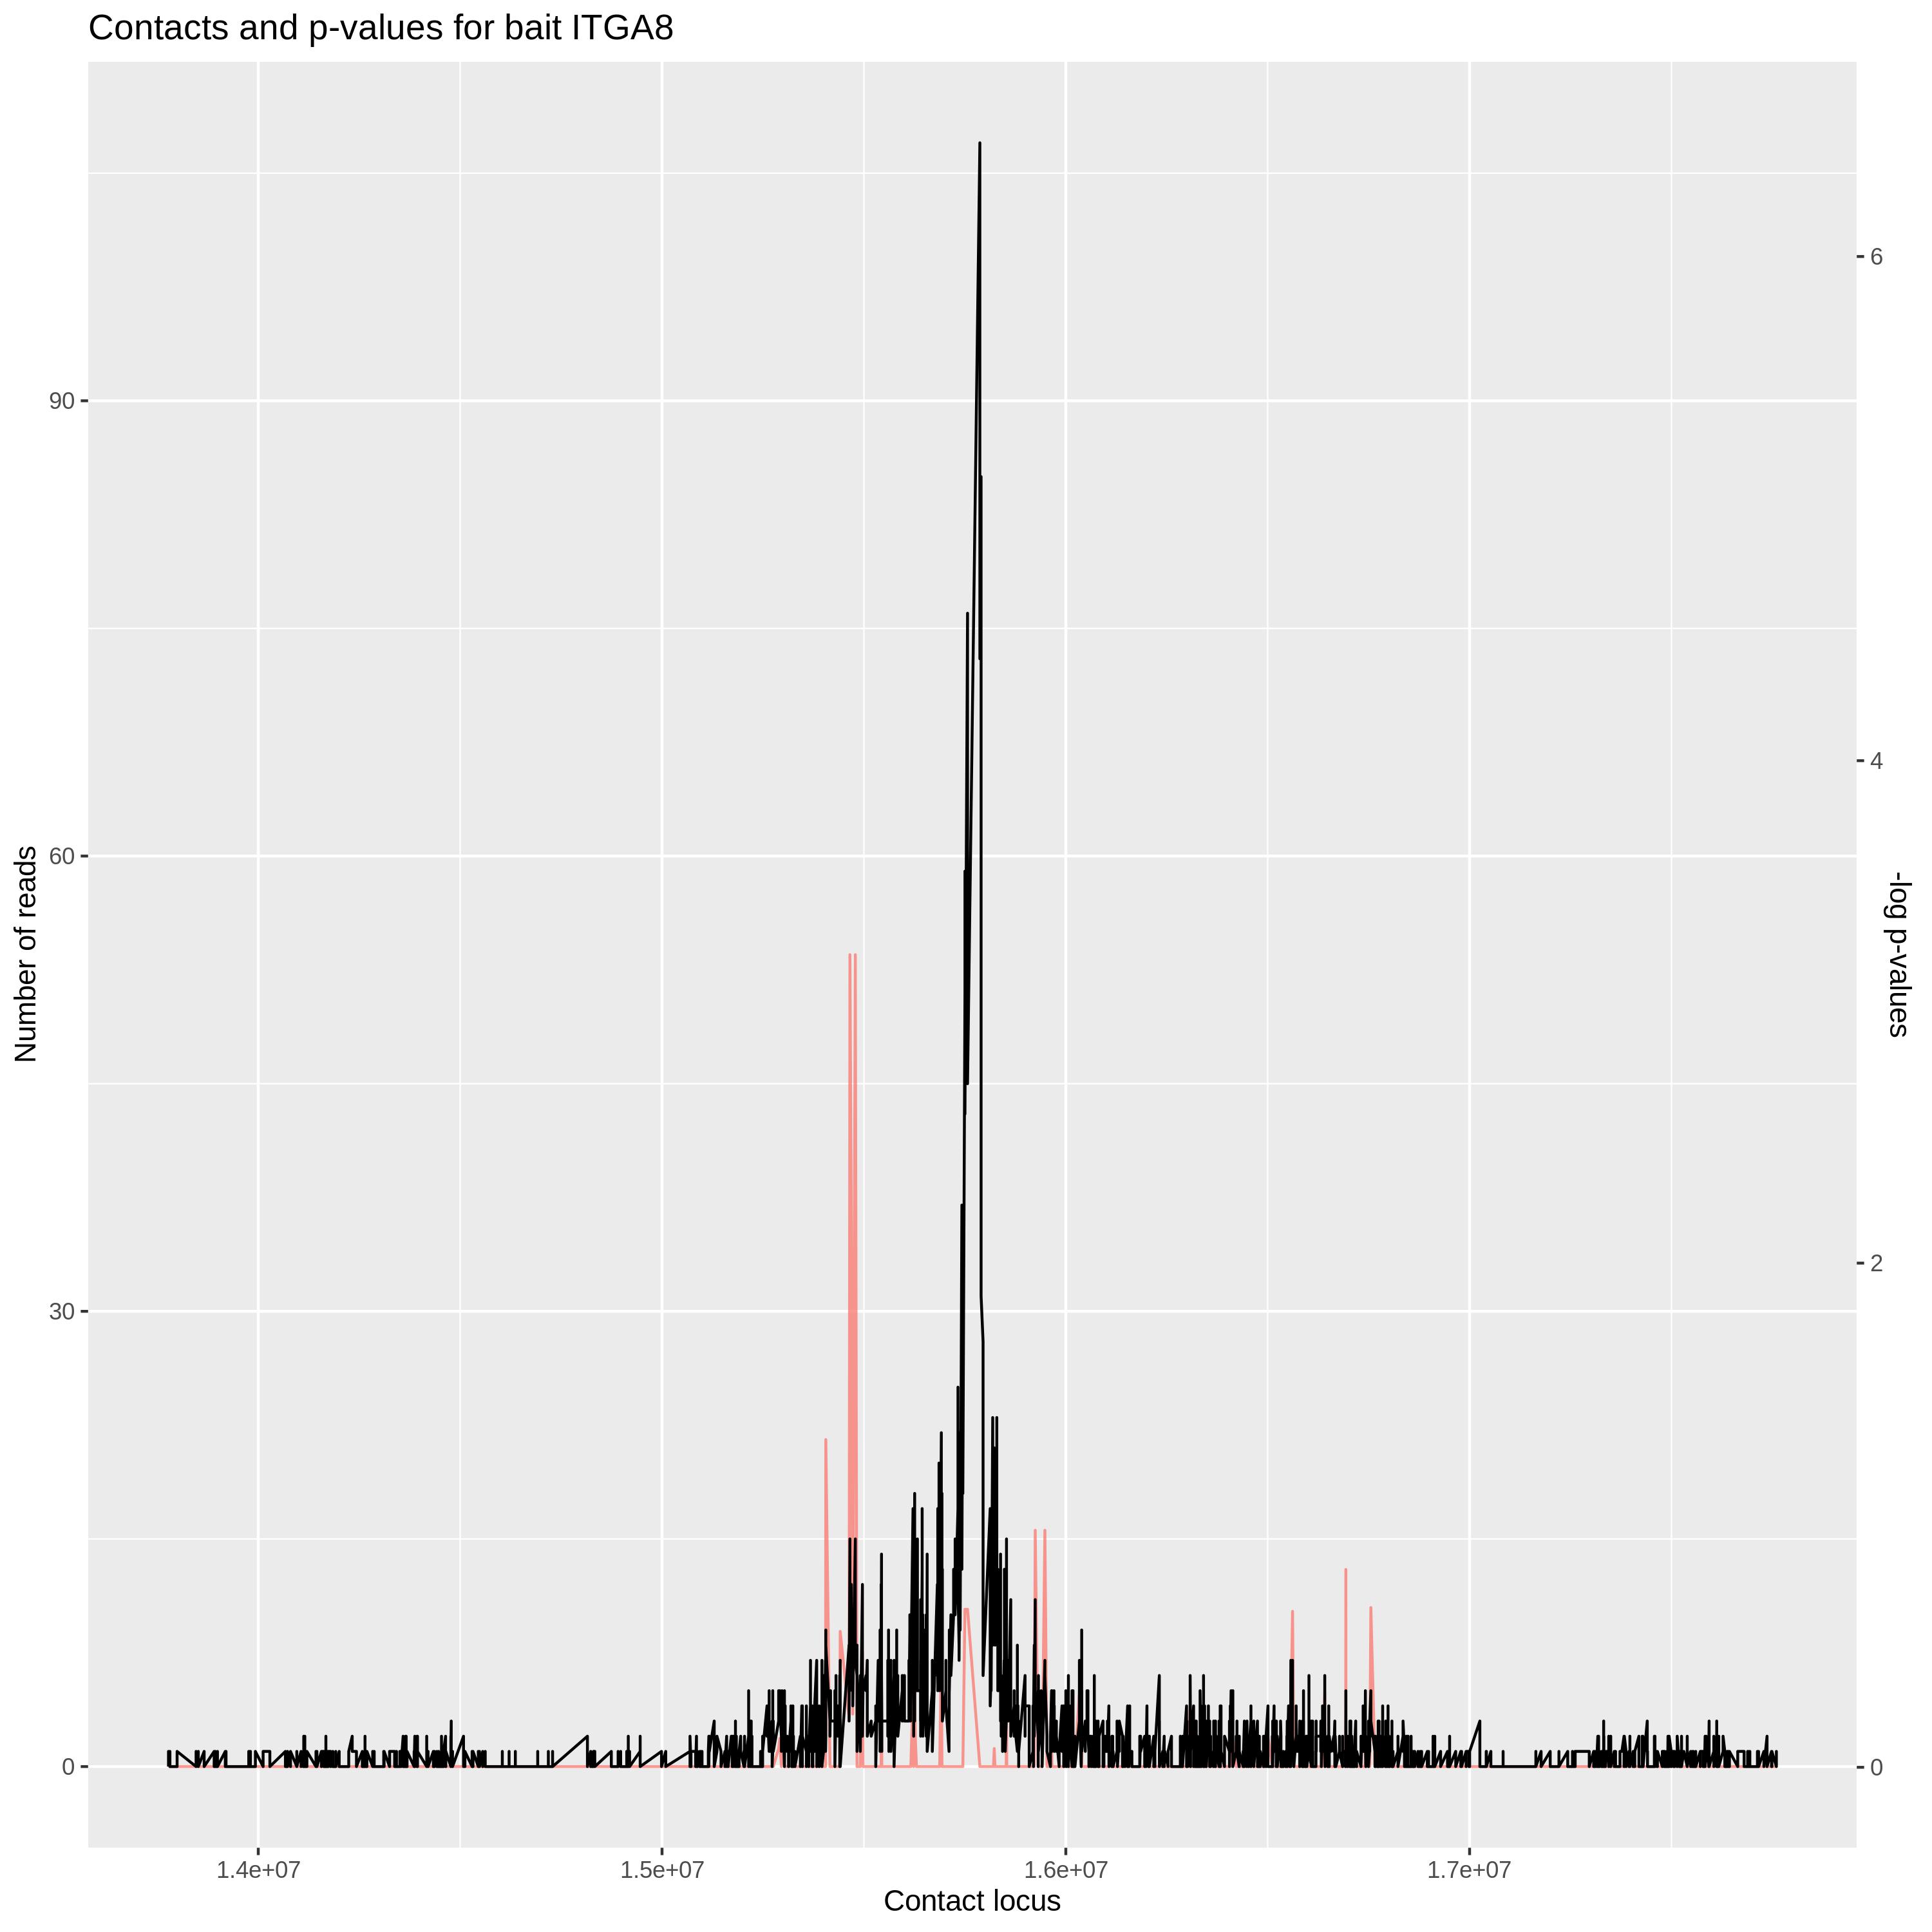 Contacts and p-values for bait ITGA8
90
60
30
0
6
4
2
0
Number of reads
-log p-values
1.4e+07 1.5e+07 1.6e+07 1.7e+07
Contact locus